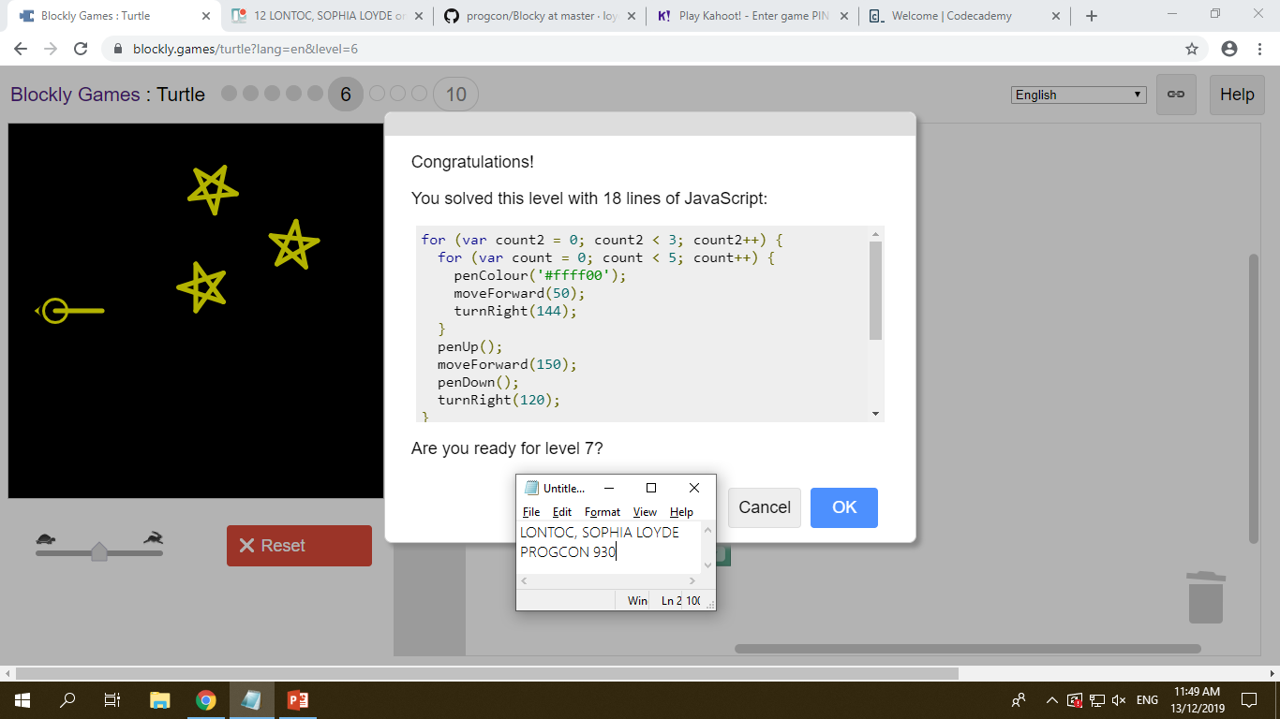 Blockly Games : Turtle
12 LONTOC, SOPHIA LOYDE on
progcon/Blocky at master · loy
Play Kahoot! - Enter game PIN
Welcome | Codecademy
blockly.games/turtle?lang=en&level=6
Blockly Games : Turtle
6
10
English
Help
Congratulations!
You solved this level with 18 lines of JavaScript:
for (var count2 = 0; count2 < 3; count2++) {
for (var count = 0; count < 5; count++) {
penColour('#ffff00');
moveForward(50);
turnRight(144);
}
penUp();
moveForward(150);
penDown();
turnRight(120);
}
Are you ready for level 7?
Cancel
OK
Reset
Untitle...
File Edit Format View Help
LONTOC, SOPHIA LOYDE
PROGCON 930
Win
Ln 2
100
ENG
11:49 AM
13/12/2019